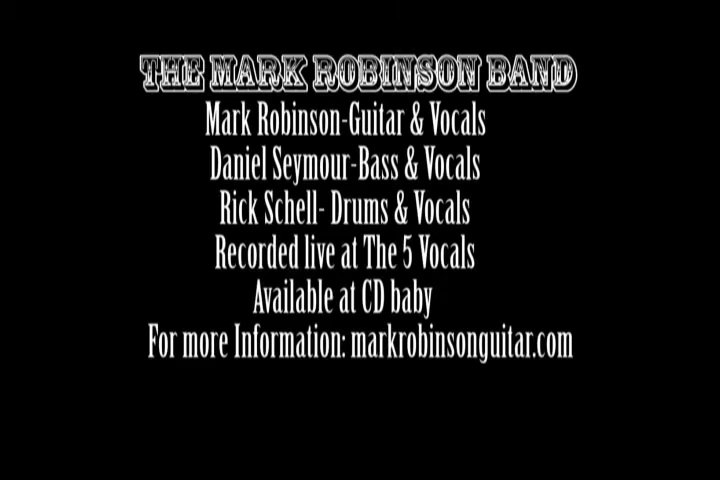 THE MARK ROBINSON BAND
Mark Robinson-Guitar & Vocals
Daniel Seymour-Bass & Vocals
Rick Schell- Drums & Vocals
Recorded live at The 5 Vocals
Available at CD baby
For more Information: markrobinsonguitar.com